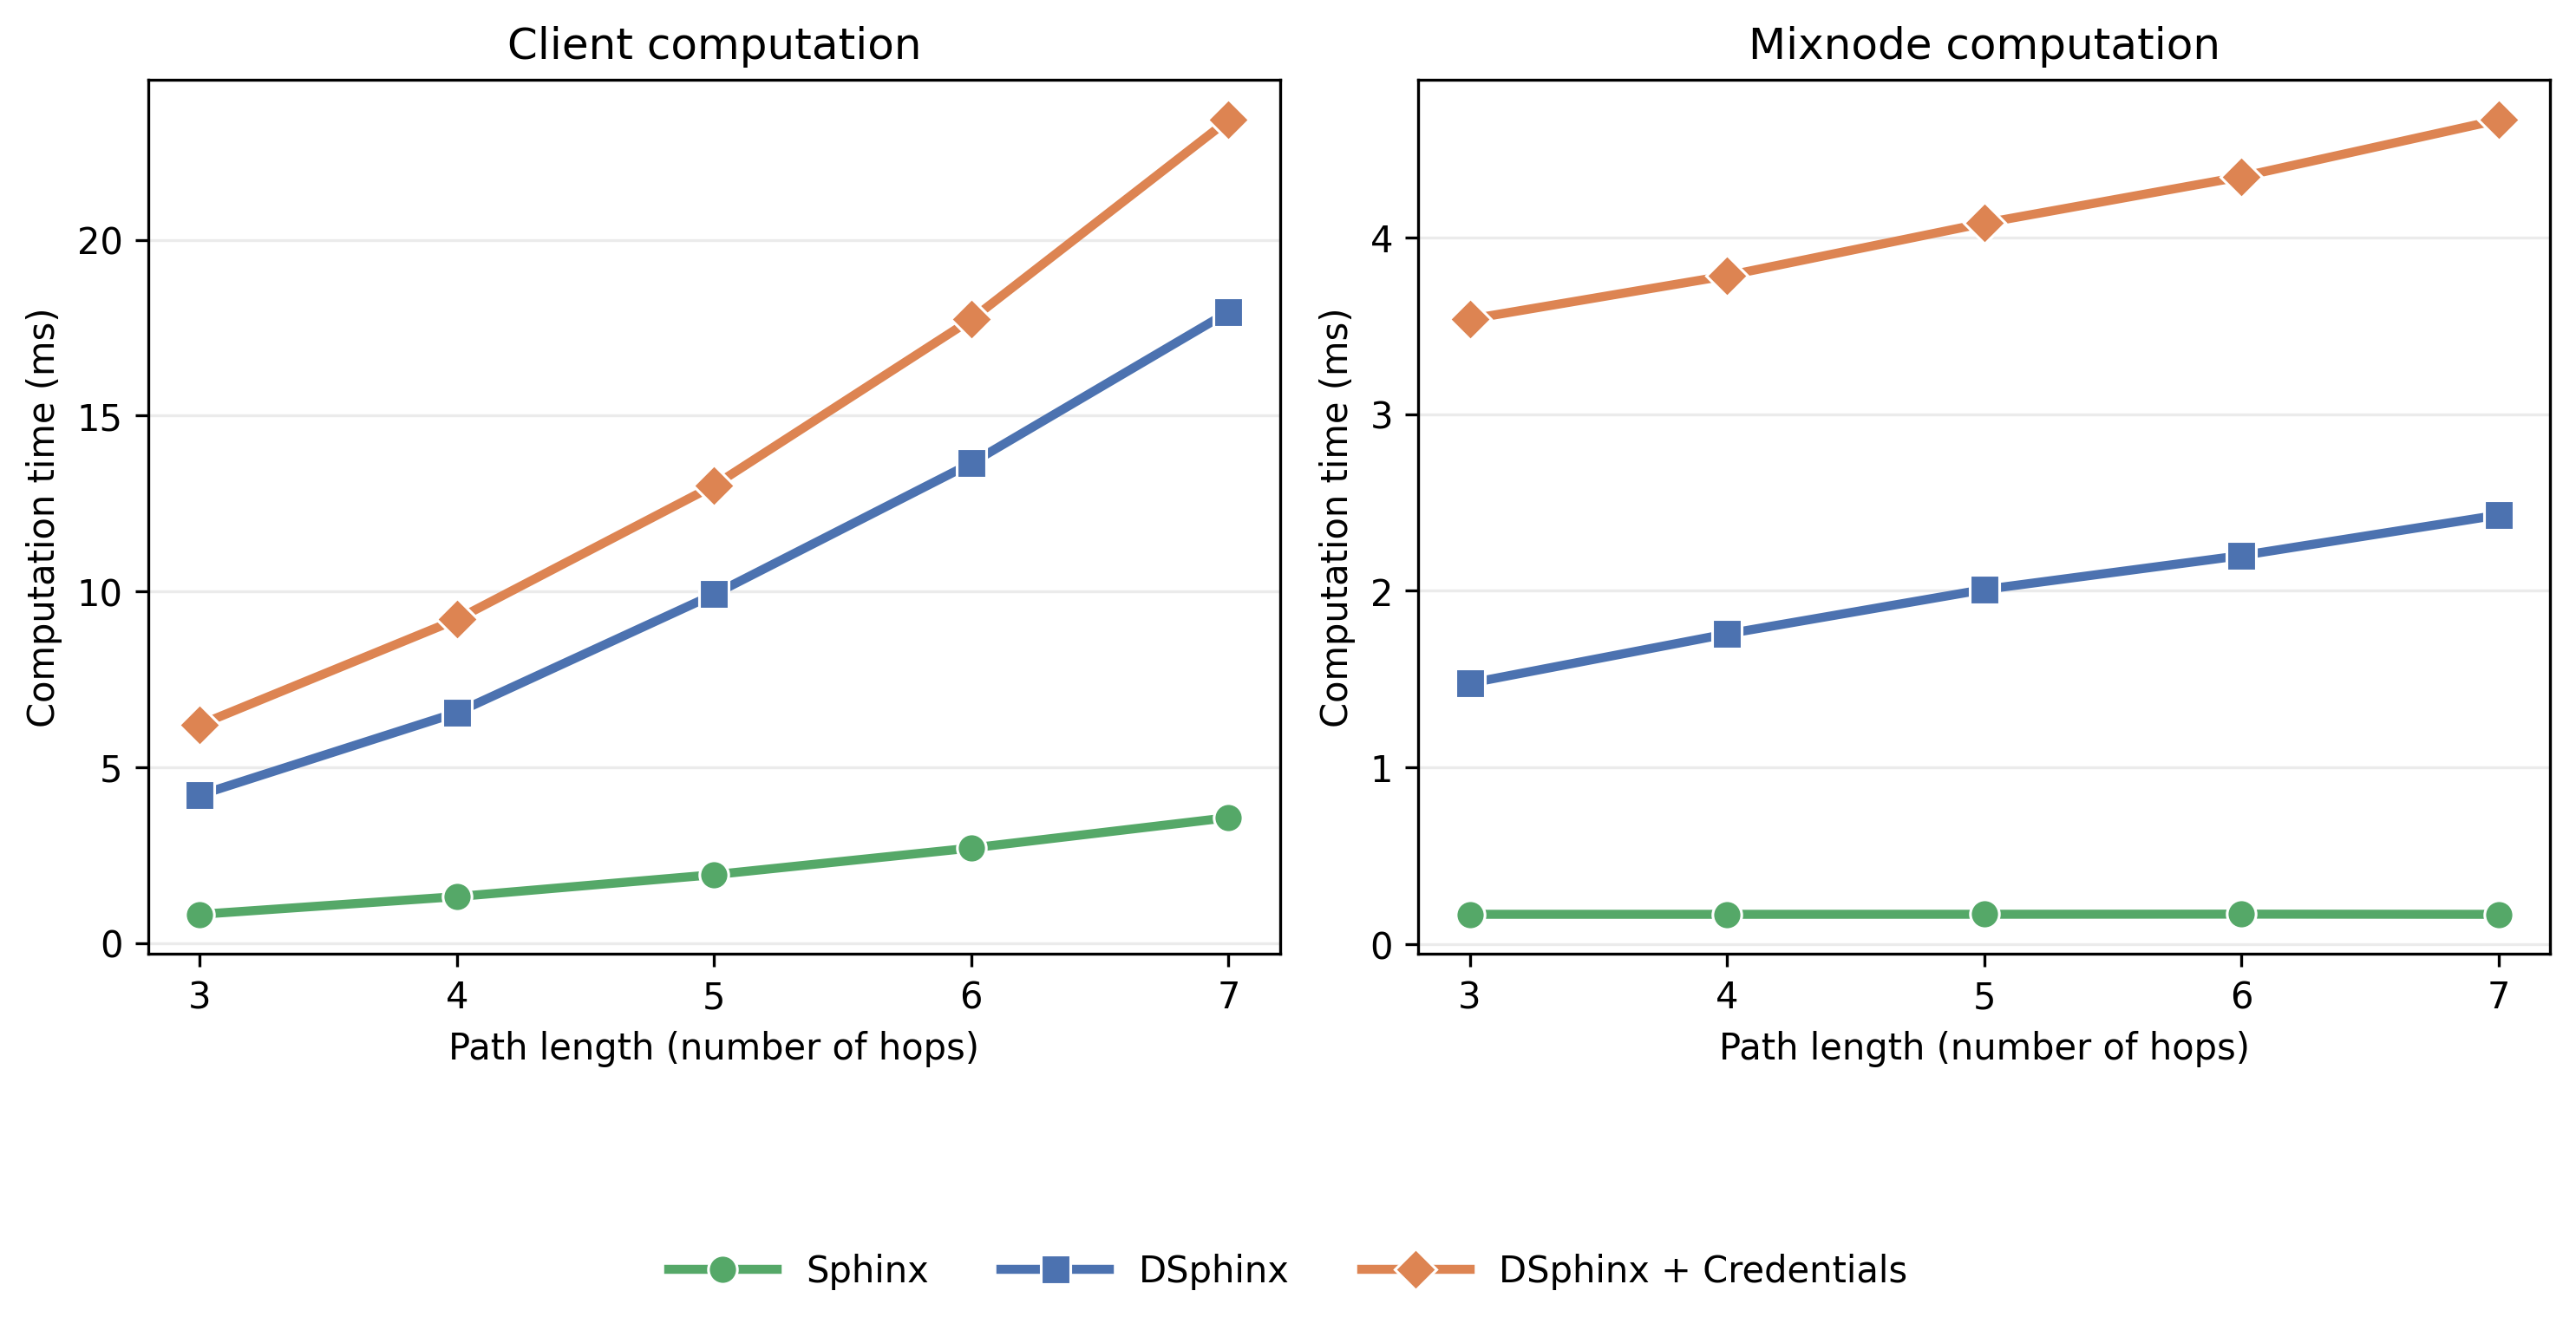 Client computation
Computation time (ms)
20
15
10
5
0
3 4 5 6 7
Path length (number of hops)
Mixnode computation
Computation time (ms)
4
3
2
1
0
3 4 5 6 7
Path length (number of hops)
Sphinx DSphinx DSphinx + Credentials